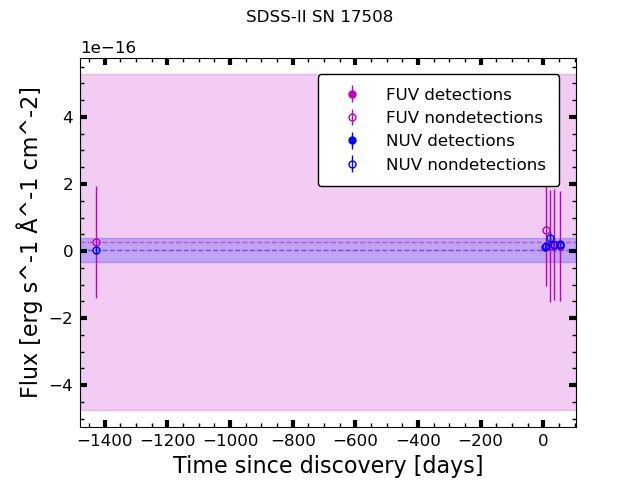 SDSS-II SN 17508
1e−16
FUV detections
FUV nondetections
NUV detections
NUV nondetections
4
2
0
−2
−4
Flux [erg s^-1 Å^-1 cm^-2]
−1400 −1200 −1000 −800 −600 −400 −200 0
Time since discovery [days]